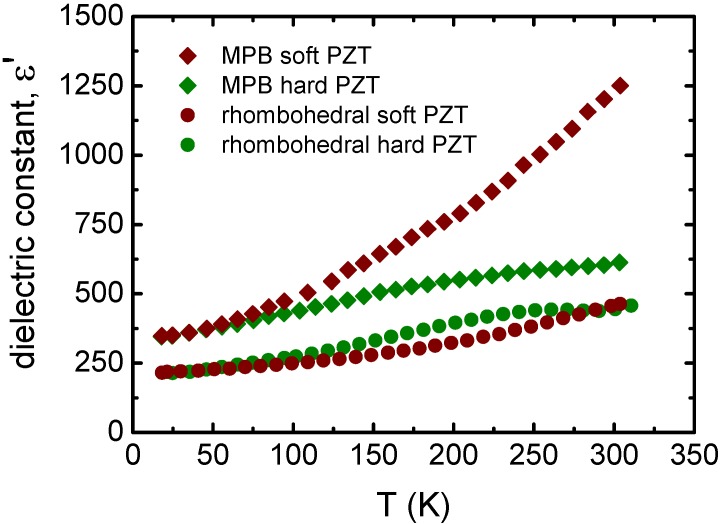 1500
1250
1000
750
500
250
0
dielectric constant, ε'
MPB soft PZT
MPB hard PZT
rhombohedral soft PZT
rhombohedral hard PZT
0 50 100 150 200 250 300 350
T (K)